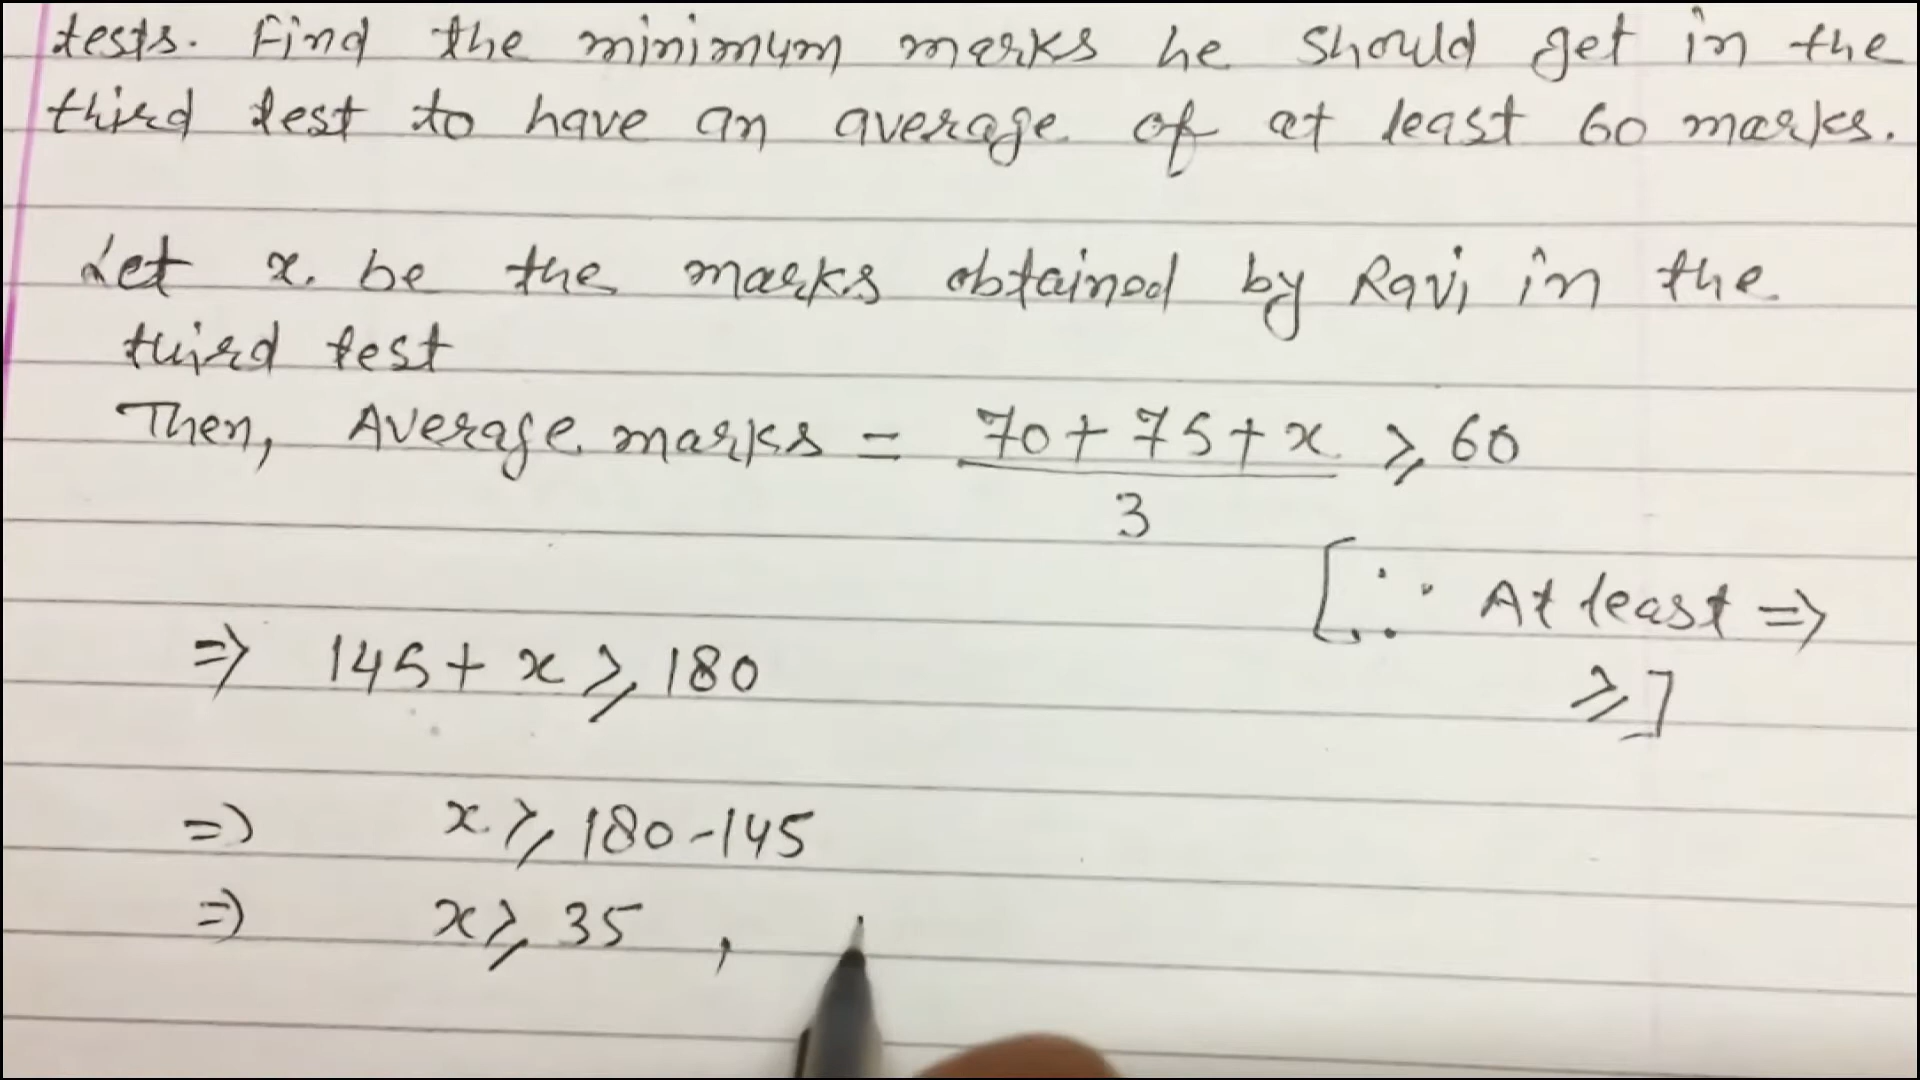 tests. Find the minimum marks he should get in the
third test to have an average of at least 60 marks.
Let x be the marks obtained by Ravi in the
third test
Then, Average marks = 70 + 75 + x / 3 ⩾ 60
[∵ At least ⇒
⩾]
⇒ 145 + x ⩾ 180
⇒ x ⩾ 180 - 145
⇒ x ⩾ 35 ,